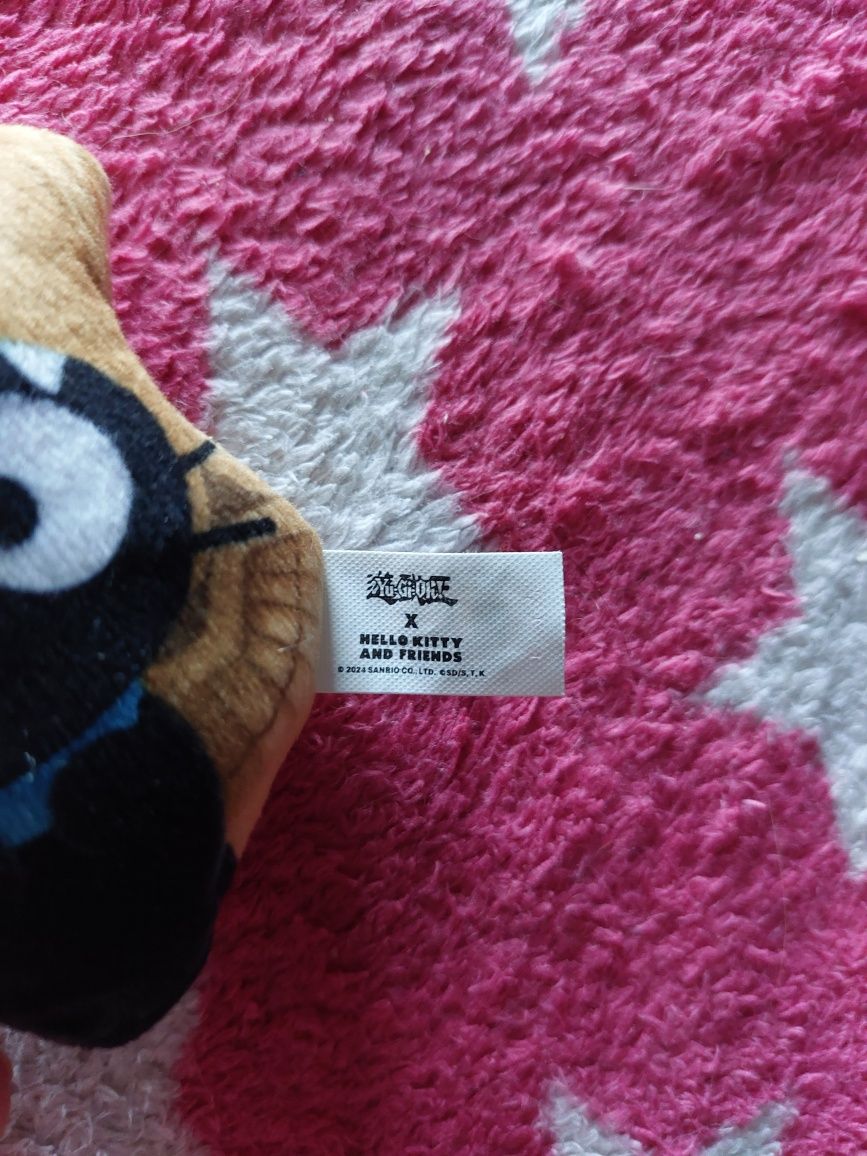 Yu-Gi-Oh!
X
HELLO KITTY
AND FRIENDS
© 2024 SANRIO CO., LTD. ©SD/S, T, K